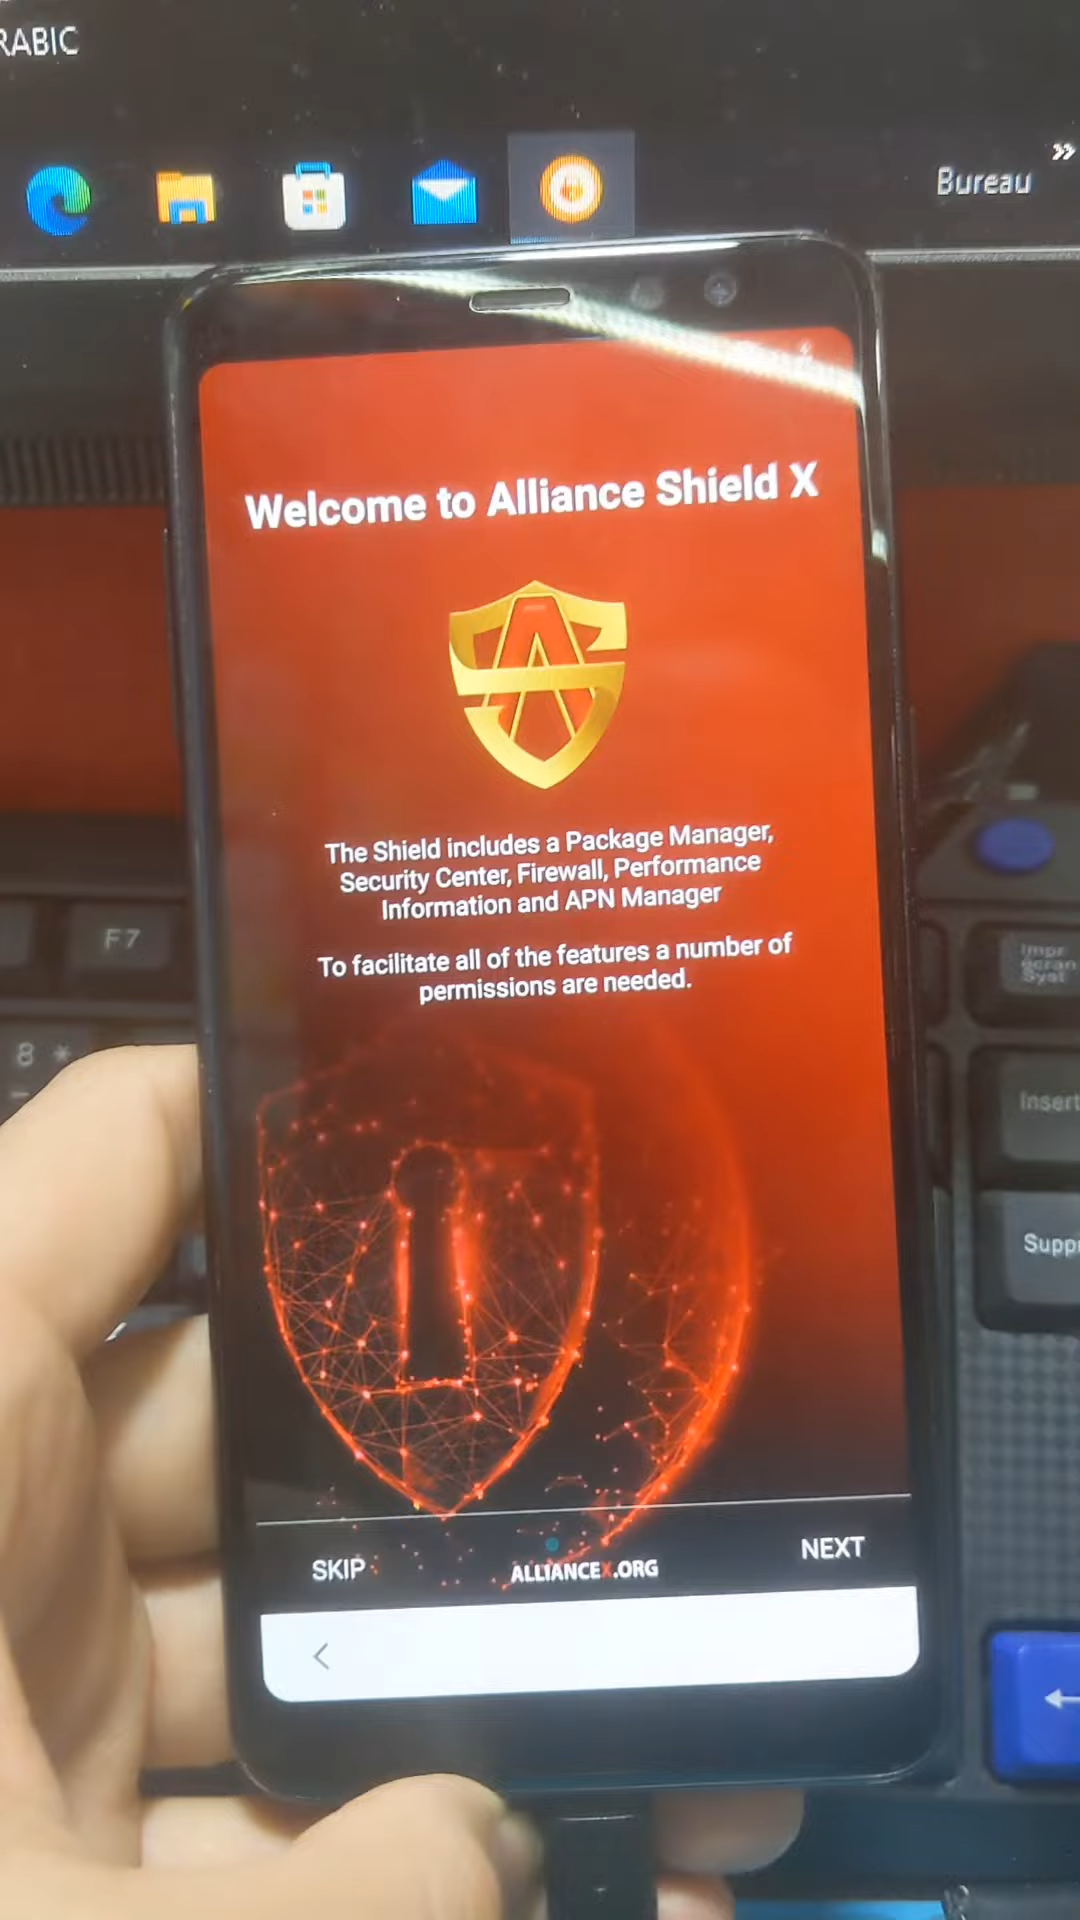 RABIC
Bureau
Welcome to Alliance Shield X
The Shield includes a Package Manager,
Security Center, Firewall, Performance
Information and APN Manager
To facilitate all of the features a number of
permissions are needed.
F7
Impr
écran
Syst
8 *
Insert
Suppr
SKIP
ALLIANCEX.ORG
NEXT